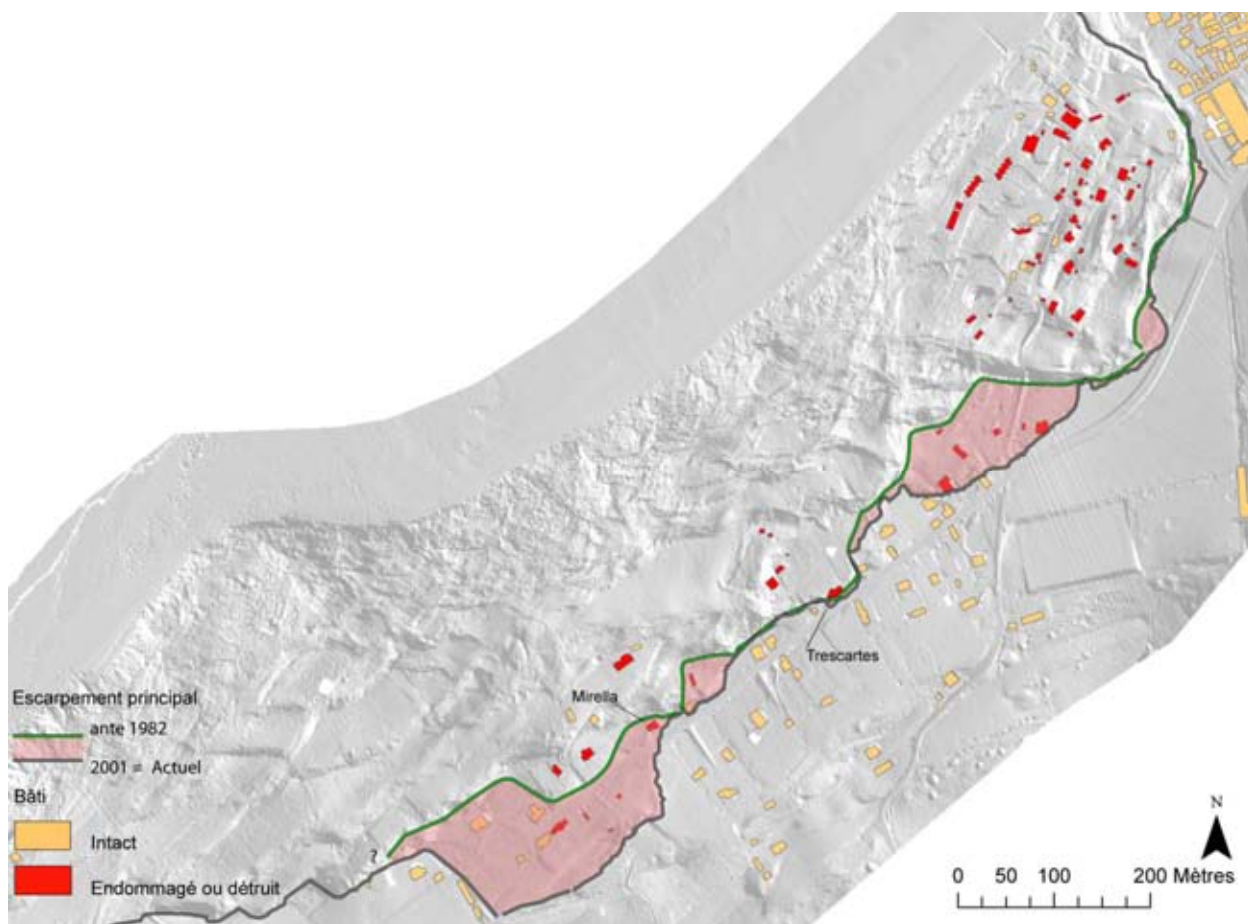 Trescartes
Mirella
Escarpement principal
ante 1982
2001 ≠ Actuel
?
Bâti
Intact
Endommagé ou détruit
N
0 50 100 200 Mètres